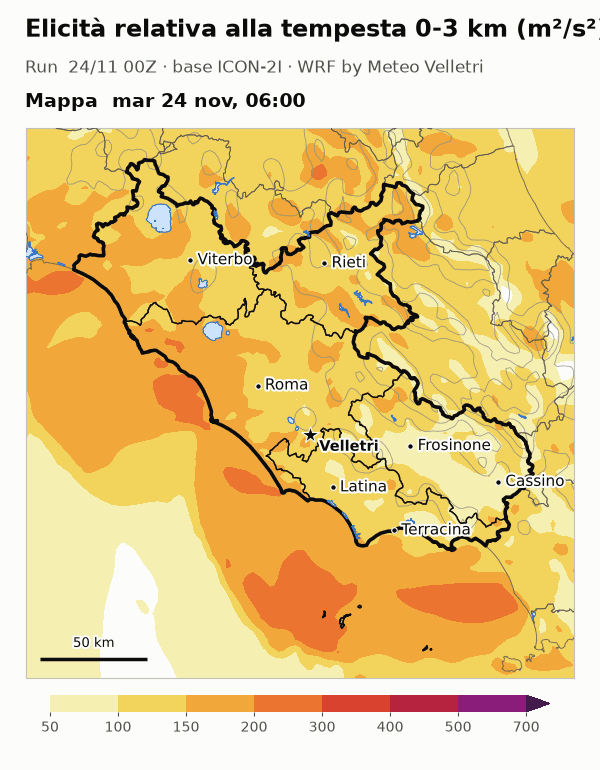 Elicità relativa alla tempesta 0-3 km (m²/s²)
Run 24/11 00Z · base ICON-2I · WRF by Meteo Velletri
Mappa mar 24 nov, 06:00
Viterbo
Rieti
Roma
Velletri
Frosinone
Cassino
Latina
Terracina
50 km
50 100 150 200 300 400 500 700